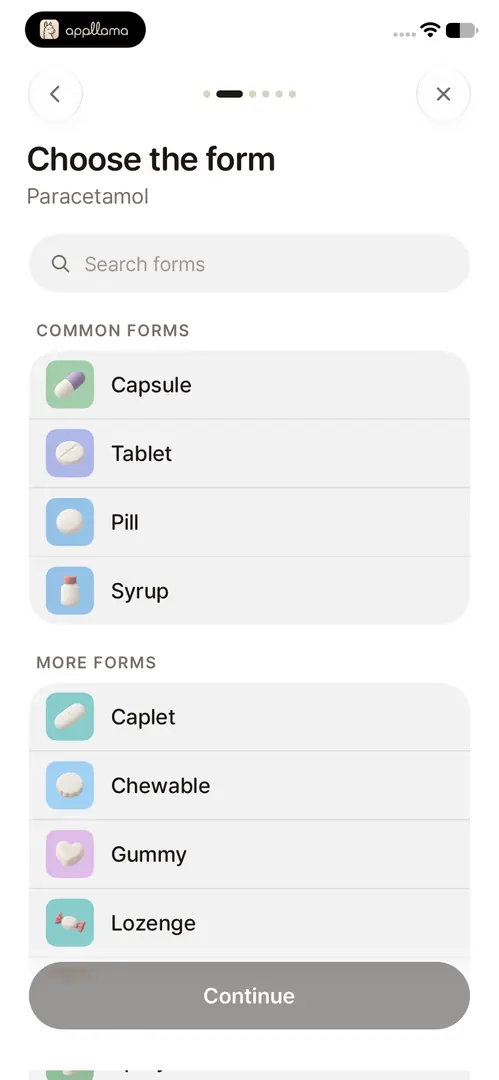 appllama
Choose the form
Paracetamol
Search forms
COMMON FORMS
Capsule
Tablet
Pill
Syrup
MORE FORMS
Caplet
Chewable
Gummy
Lozenge
Continue